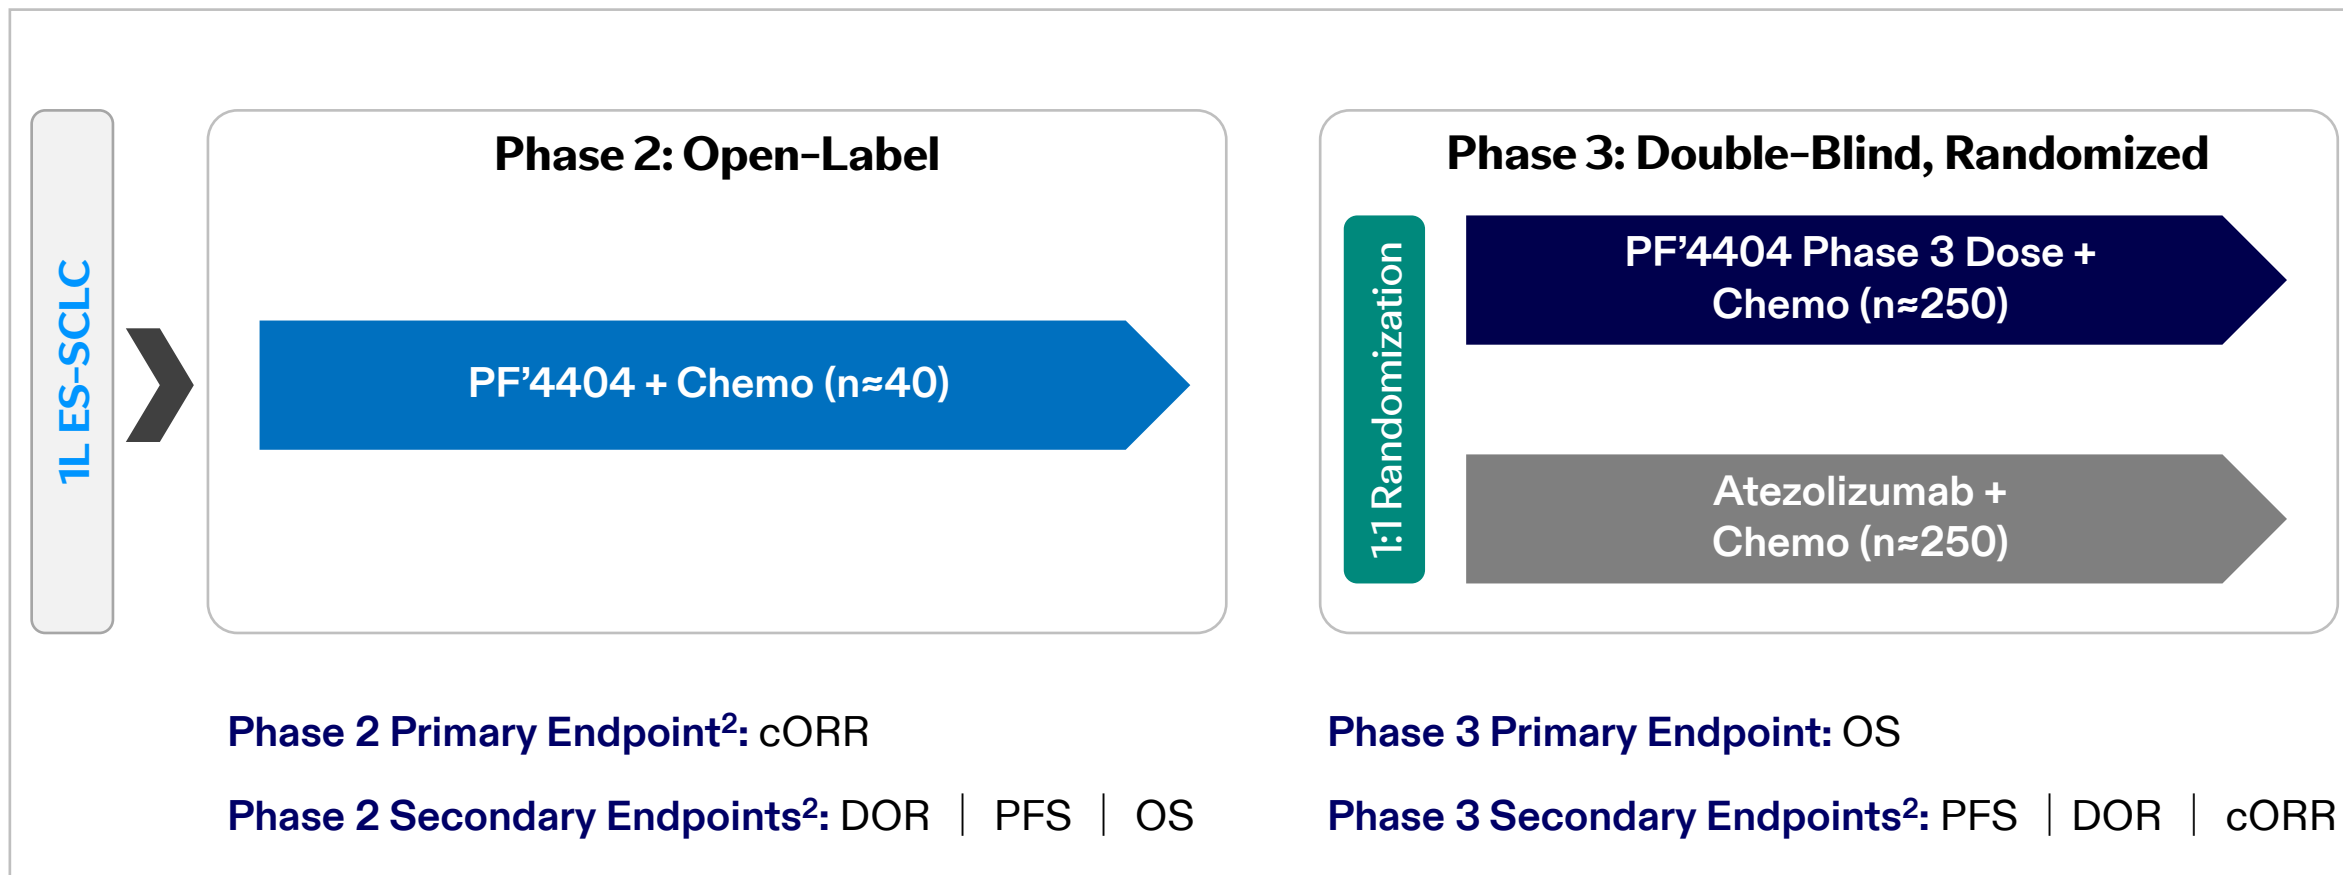 1L ES-SCLC
Phase 2: Open-Label
PF’4404 + Chemo (n≈40)
Phase 2 Primary Endpoint²: cORR
Phase 2 Secondary Endpoints²: DOR | PFS | OS
Phase 3: Double-Blind, Randomized
1:1 Randomization
PF’4404 Phase 3 Dose +
Chemo (n≈250)
Atezolizumab +
Chemo (n≈250)
Phase 3 Primary Endpoint: OS
Phase 3 Secondary Endpoints²: PFS | DOR | cORR